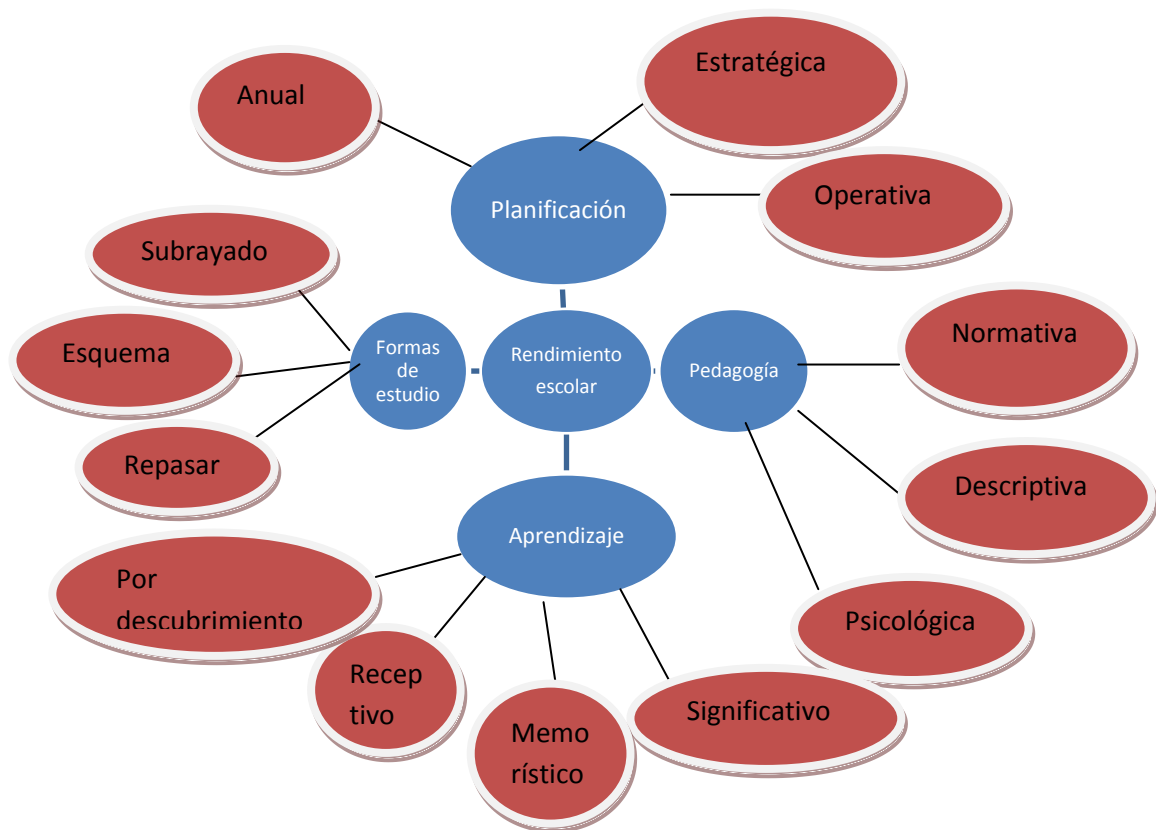 Anual
Estratégica
Planificación
Operativa
Subrayado
Esquema
Repasar
Formas
de
estudio
Rendimiento
escolar
Pedagogía
Normativa
Descriptiva
Psicológica
Aprendizaje
Por
descubrimiento
Recep
tivo
Memo
rístico
Significativo